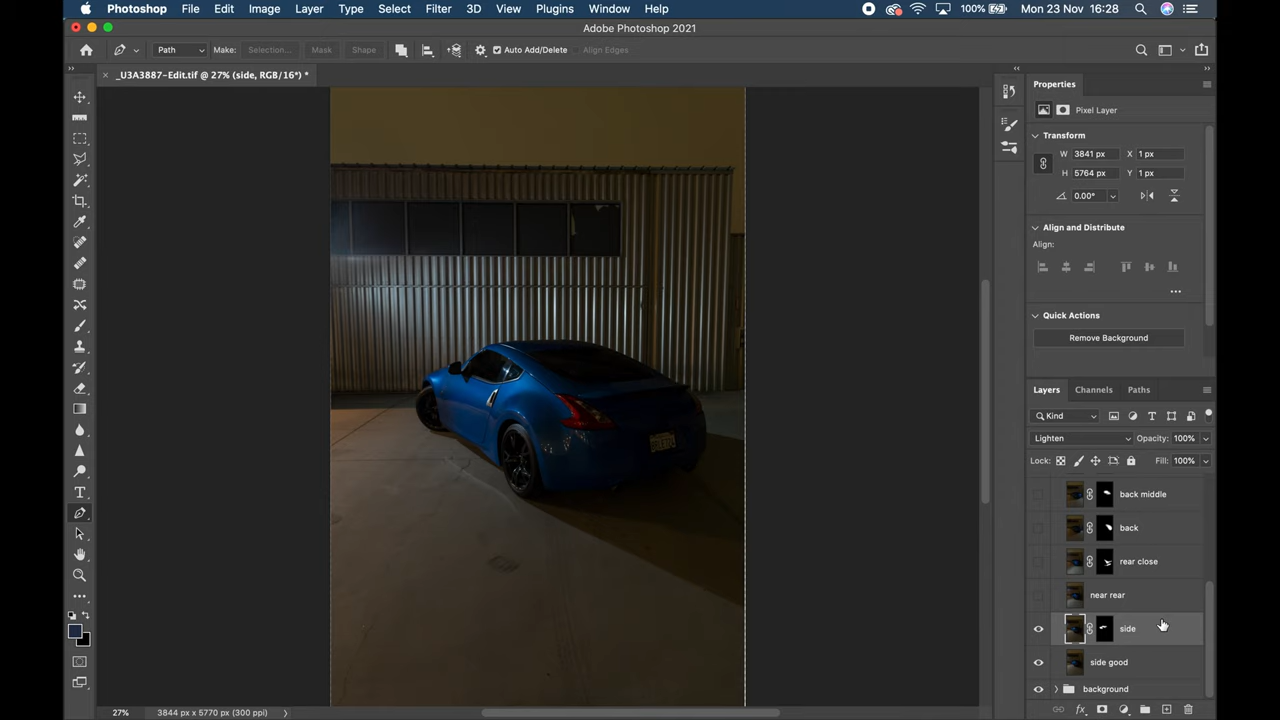 Photoshop File Edit Image Layer Type Select Filter 3D View Plugins Window Help 100% Mon 23 Nov 16:28
Adobe Photoshop 2021
Path Make: Selection... Mask Shape Auto Add/Delete Align Edges
_U3A3887-Edit.tif @ 27% (side, RGB/16*) *
Properties
Pixel Layer
Transform
W 3841 px X 1 px
H 5764 px Y 1 px
0.00°
Align and Distribute
Align:
Quick Actions
Remove Background
Layers Channels Paths
Kind
Lighten Opacity: 100%
Lock: Fill: 100%
back middle
back
rear close
near rear
side
side good
background
27% 3844 px x 5770 px (300 ppi)